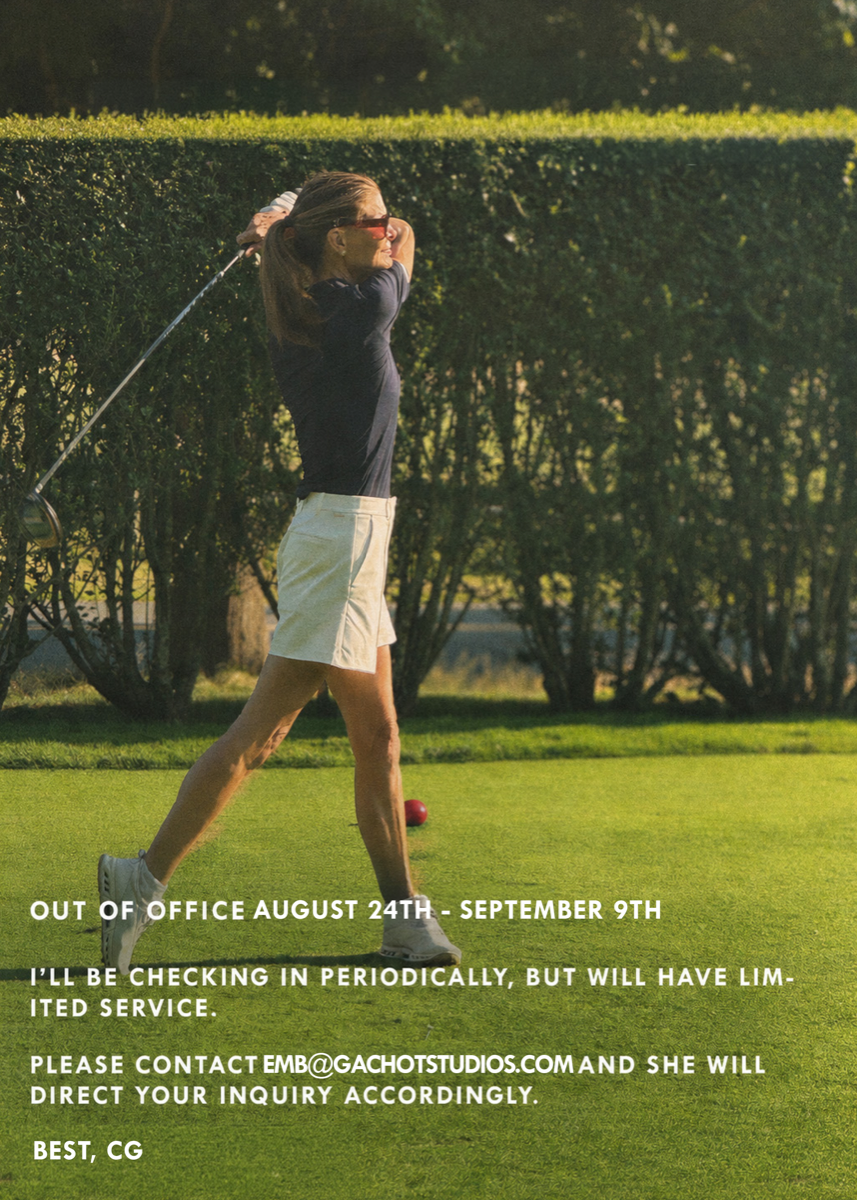 OUT OF OFFICE AUGUST 24TH - SEPTEMBER 9TH
I'LL BE CHECKING IN PERIODICALLY, BUT WILL HAVE LIM-
ITED SERVICE.
PLEASE CONTACT EMB@GACHOTSTUDIOS.COM AND SHE WILL
DIRECT YOUR INQUIRY ACCORDINGLY.
BEST, CG